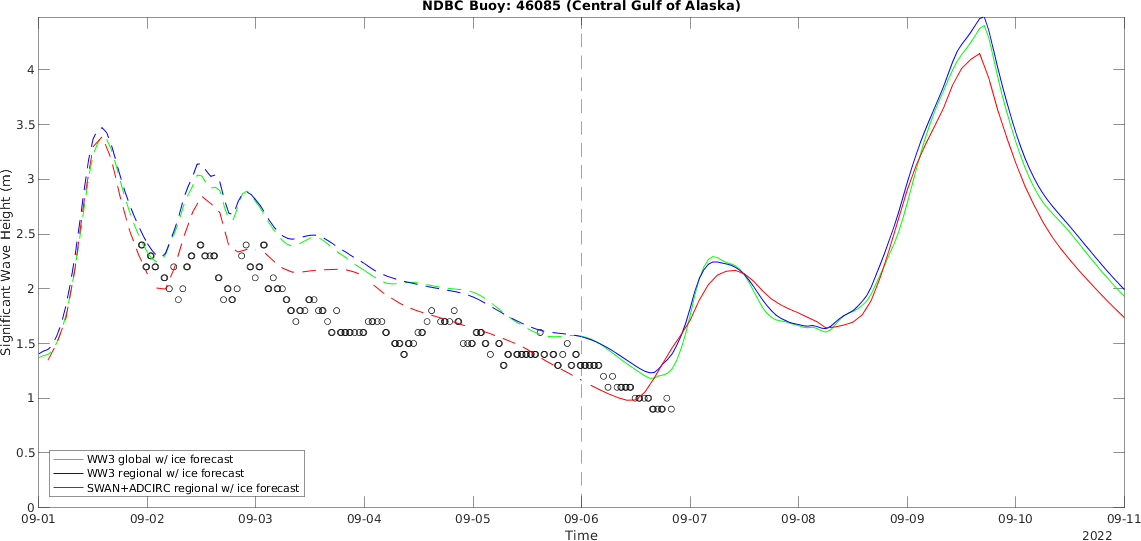 NDBC Buoy: 46085 (Central Gulf of Alaska)
Significant Wave Height (m)
4
3.5
3
2.5
2
1.5
1
0.5
0
WW3 global w/ ice forecast
WW3 regional w/ ice forecast
SWAN+ADCIRC regional w/ ice forecast
09-01 09-02 09-03 09-04 09-05 09-06 09-07 09-08 09-09 09-10 09-11
Time
2022